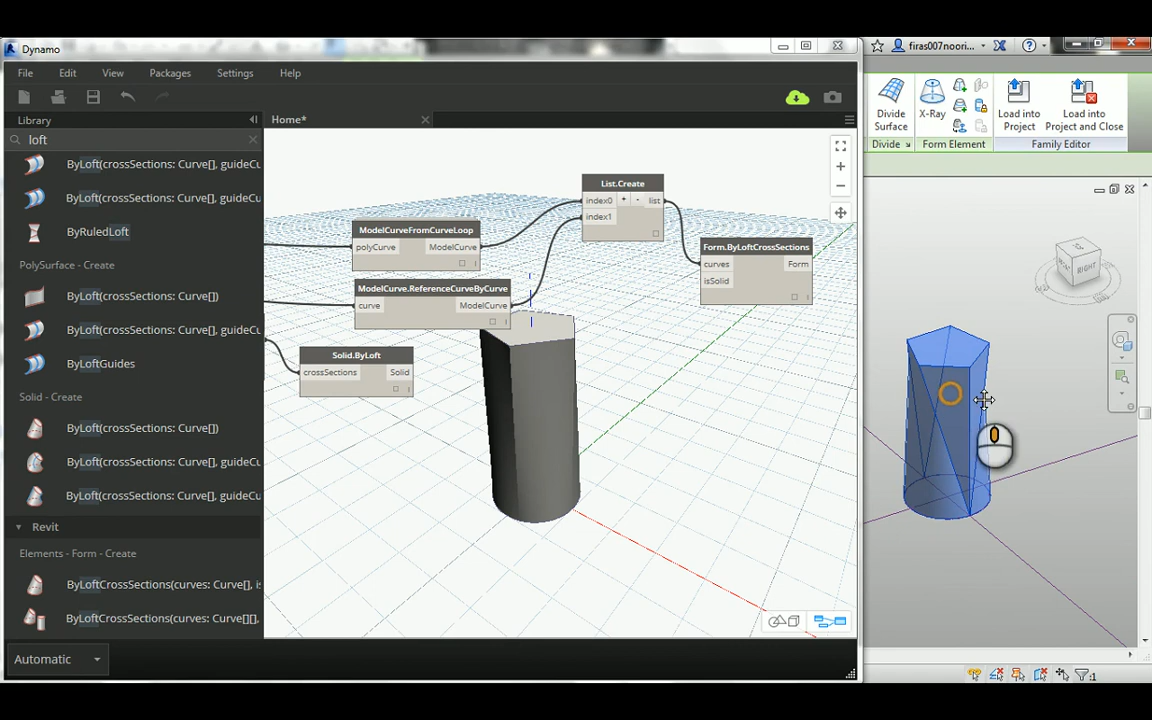 Dynamo
File Edit View Packages Settings Help
Library
Home*
loft
ByLoft(crossSections: Curve[], guideCu
ByLoft(crossSections: Curve[], guideCu
ByRuledLoft
PolySurface - Create
ByLoft(crossSections: Curve[])
ByLoft(crossSections: Curve[], guideCu
ByLoftGuides
Solid - Create
ByLoft(crossSections: Curve[])
ByLoft(crossSections: Curve[], guideCu
ByLoft(crossSections: Curve[], guideCu
Revit
Elements - Form - Create
ByLoftCrossSections(curves: Curve[], is
ByLoftCrossSections(curves: Curve[][],
Automatic
List.Create
index0 + - list
index1
ModelCurveFromCurveLoop
polyCurve ModelCurve
ModelCurve.ReferenceCurveByCurve
curve ModelCurve
Solid.ByLoft
crossSections Solid
Form.ByLoftCrossSections
curves Form
isSolid
firas007noori...
Divide
Surface
X-Ray
Load into
Project
Load into
Project and Close
Divide
Form Element
Family Editor
TOP
RIGHT
:1